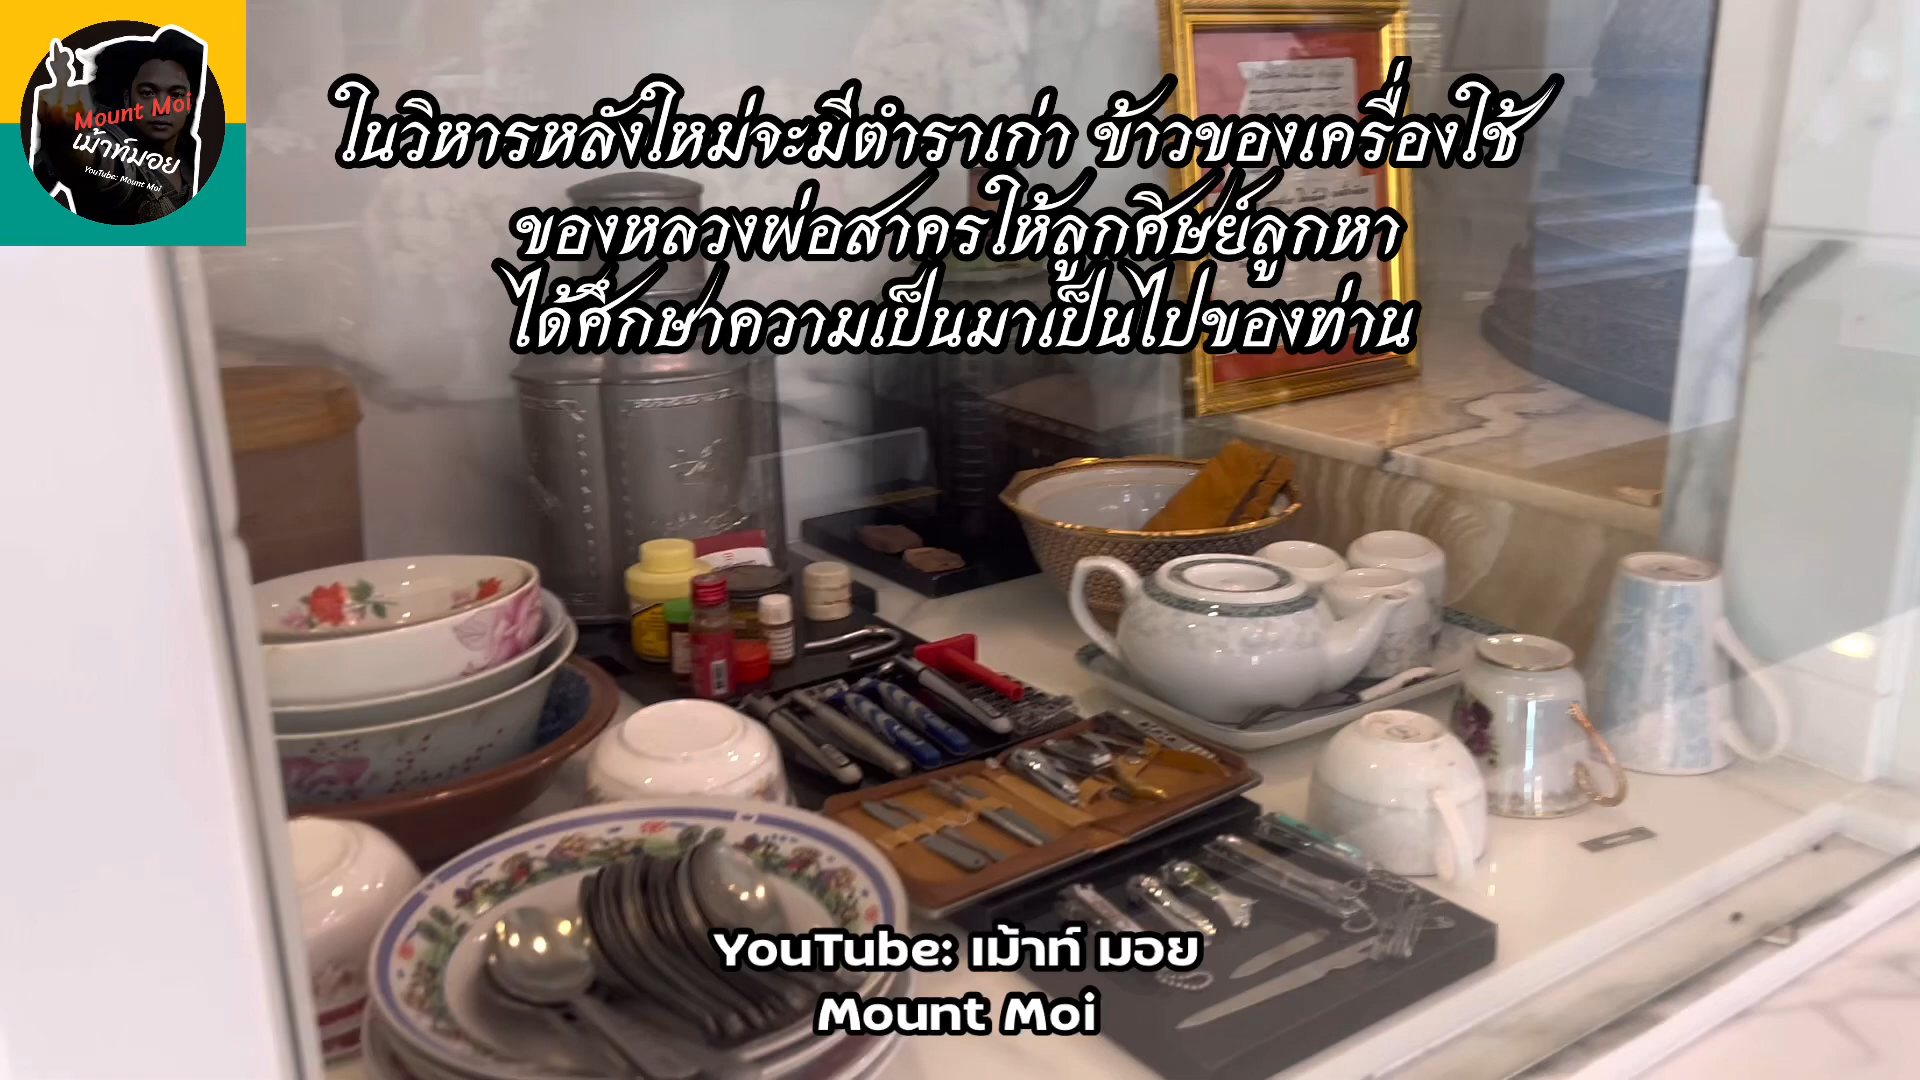 Mount Moi
เม้าท์มอย
YouTube: Mount Moi
ในวิหารหลังใหม่จะมีตำราเก่า ข้าวของเครื่องใช้
ของหลวงพ่อสาครให้ลูกศิษย์ลูกหา
ได้ศึกษาความเป็นมาเป็นไปของท่าน
YouTube: เม้าท์ มอย
Mount Moi